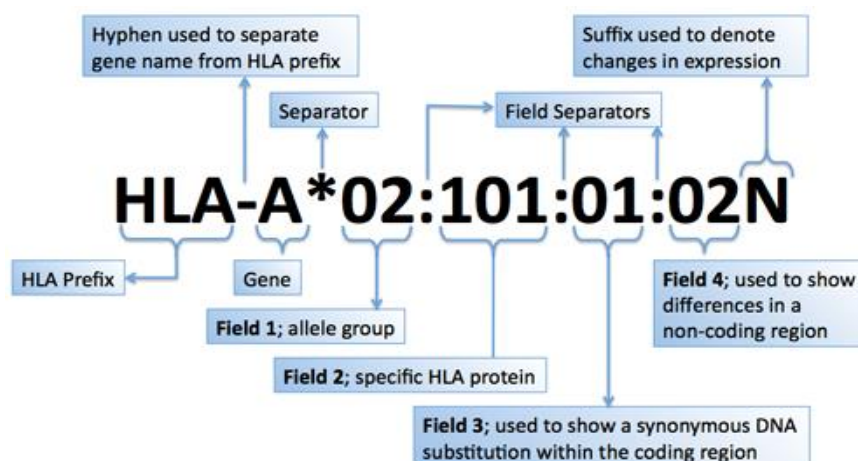 Hyphen used to separate
gene name from HLA prefix
Suffix used to denote
changes in expression
Separator
Field Separators
HLA-A*02:101:01:02N
HLA Prefix
Gene
Field 1; allele group
Field 2; specific HLA protein
Field 3; used to show a synonymous DNA
substitution within the coding region
Field 4; used to show
differences in a
non-coding region